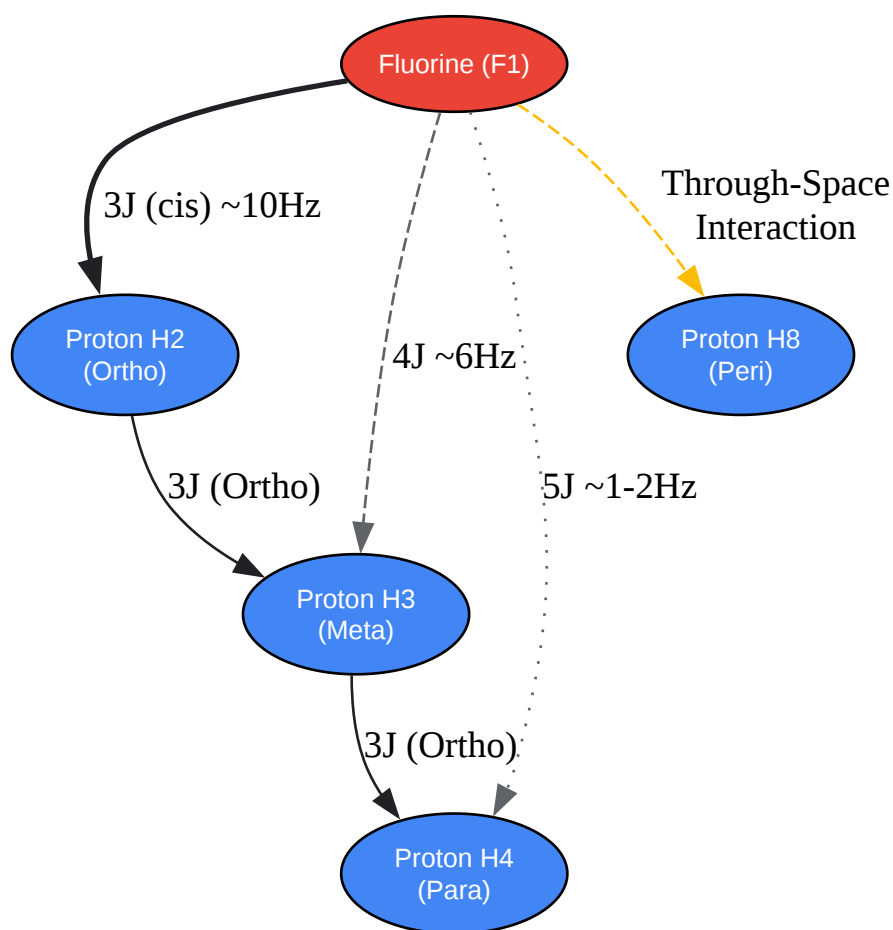 Fluorine (F1)
3J (cis) ~10Hz
Through-Space
Interaction
Proton H2
(Ortho)
4J ~6Hz
Proton H8
(Peri)
3J (Ortho)
5J ~1-2Hz
Proton H3
(Meta)
3J (Ortho)
Proton H4
(Para)